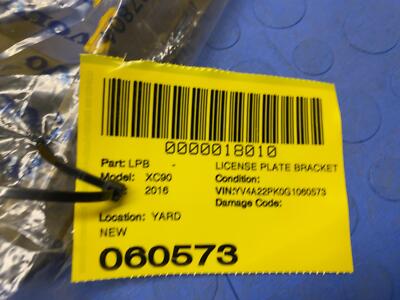 0000018010
Part: LPB - LICENSE PLATE BRACKET
Model: XC90 Condition:
2016 VIN:YV4A22PK0G1060573
Damage Code:
Location: YARD
NEW
060573